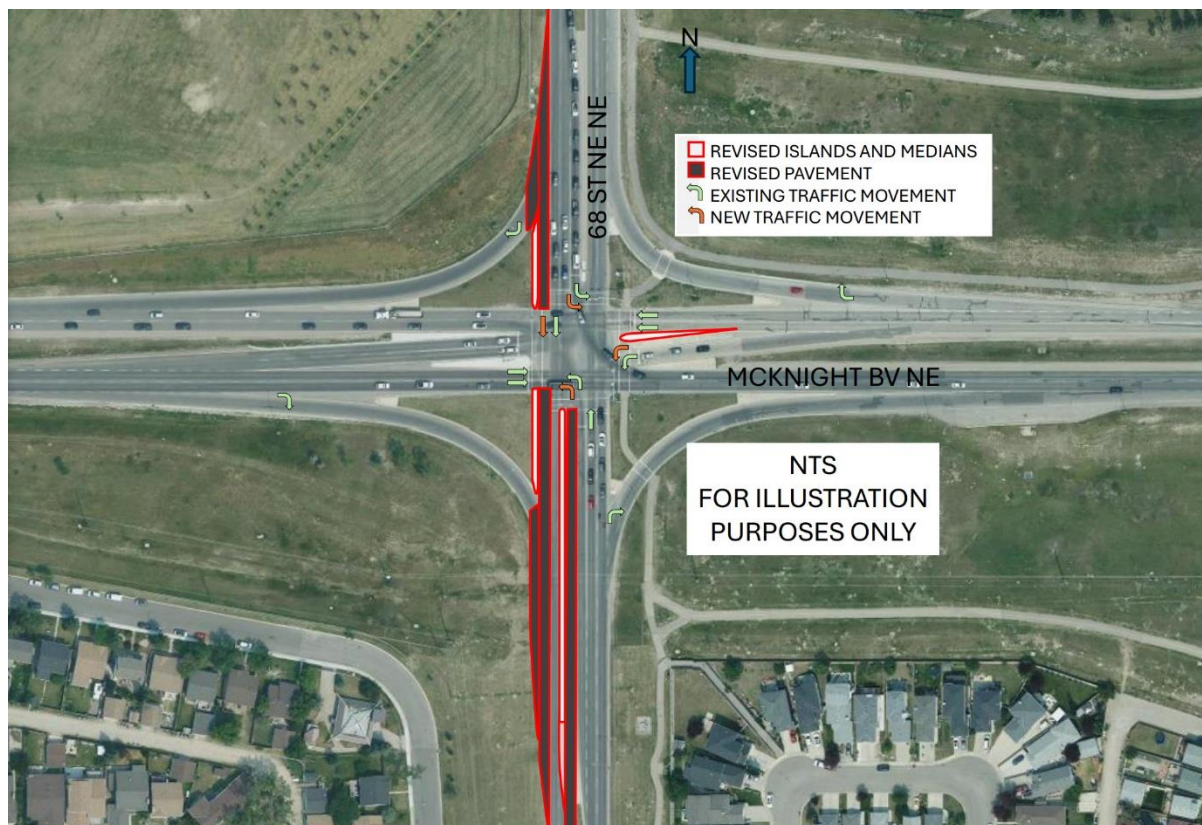 N
68 ST NE NE
REVISED ISLANDS AND MEDIANS
REVISED PAVEMENT
EXISTING TRAFFIC MOVEMENT
NEW TRAFFIC MOVEMENT
MCKNIGHT BV NE
NTS
FOR ILLUSTRATION
PURPOSES ONLY